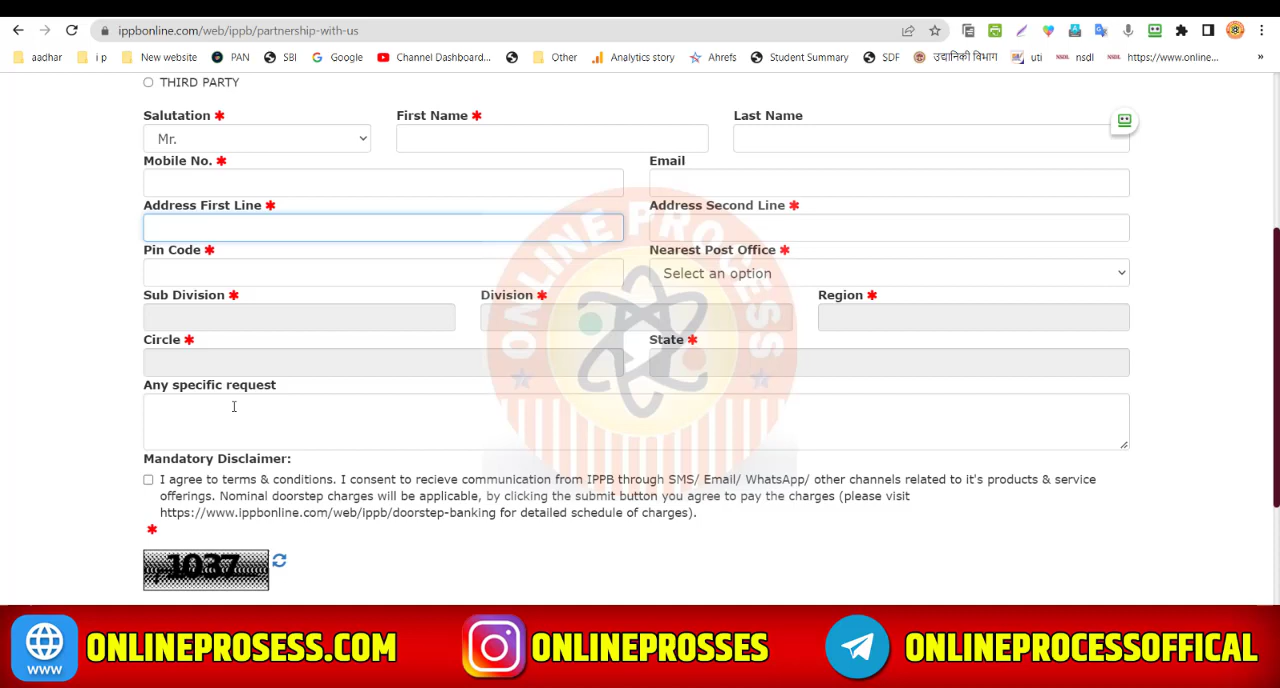 ippbonline.com/web/ippb/partnership-with-us
aadhar
i p
New website
PAN
SBI
Google
Channel Dashboard...
Other
Analytics story
Ahrefs
Student Summary
SDF
उद्यानिकी विभाग
uti
nsdl
https://www.online...
»
THIRD PARTY
Salutation * First Name * Last Name
Mr.
Mobile No. * Email
Address First Line * Address Second Line *
Pin Code * Nearest Post Office *
Select an option
Sub Division * Division * Region *
Circle * State *
Any specific request
Mandatory Disclaimer:
I agree to terms & conditions. I consent to recieve communication from IPPB through SMS/ Email/ WhatsApp/ other channels related to it's products & service
offerings. Nominal doorstep charges will be applicable, by clicking the submit button you agree to pay the charges (please visit
https://www.ippbonline.com/web/ippb/doorstep-banking for detailed schedule of charges).
*
1037
ONLINE PROCESS
WWW
ONLINEPROSESS.COM
ONLINEPROSSES
ONLINEPROCESSOFFICAL